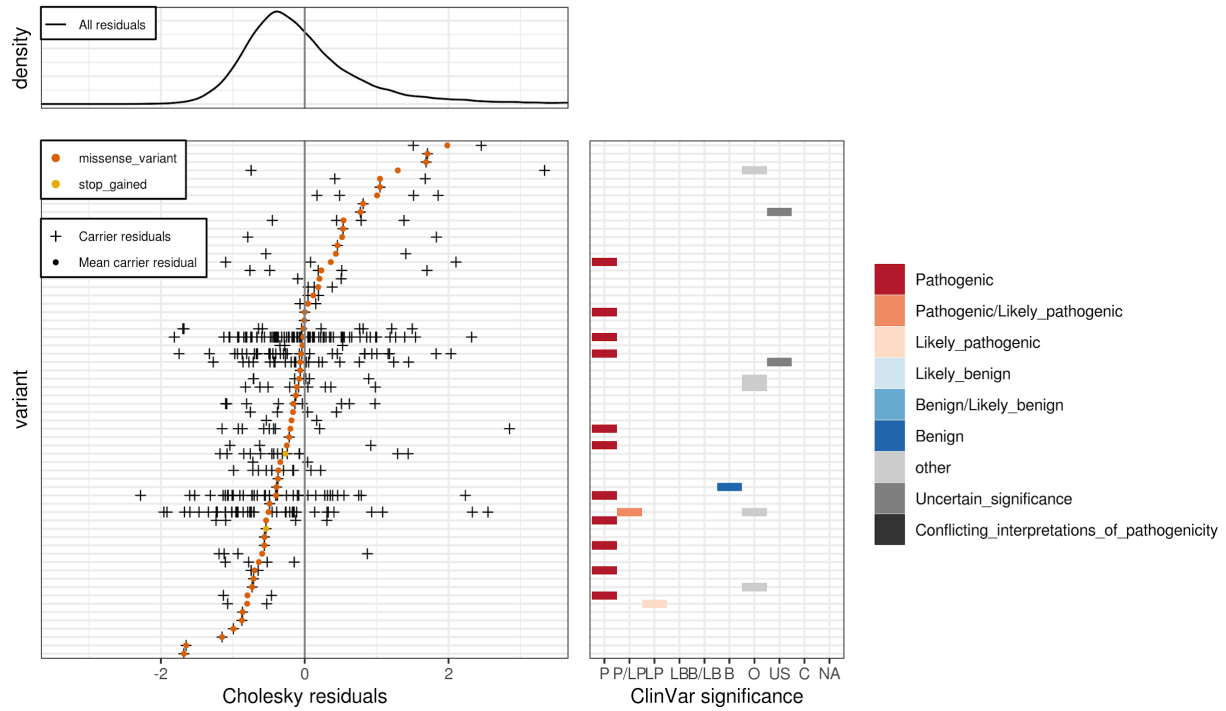 density
All residuals
variant
missense_variant
stop_gained
Carrier residuals
Mean carrier residual
-2 0 2
Cholesky residuals
P P/LP LP LB B/LB B O US C NA
ClinVar significance
Pathogenic
Pathogenic/Likely_pathogenic
Likely_pathogenic
Likely_benign
Benign/Likely_benign
Benign
other
Uncertain_significance
Conflicting_interpretations_of_pathogenicity